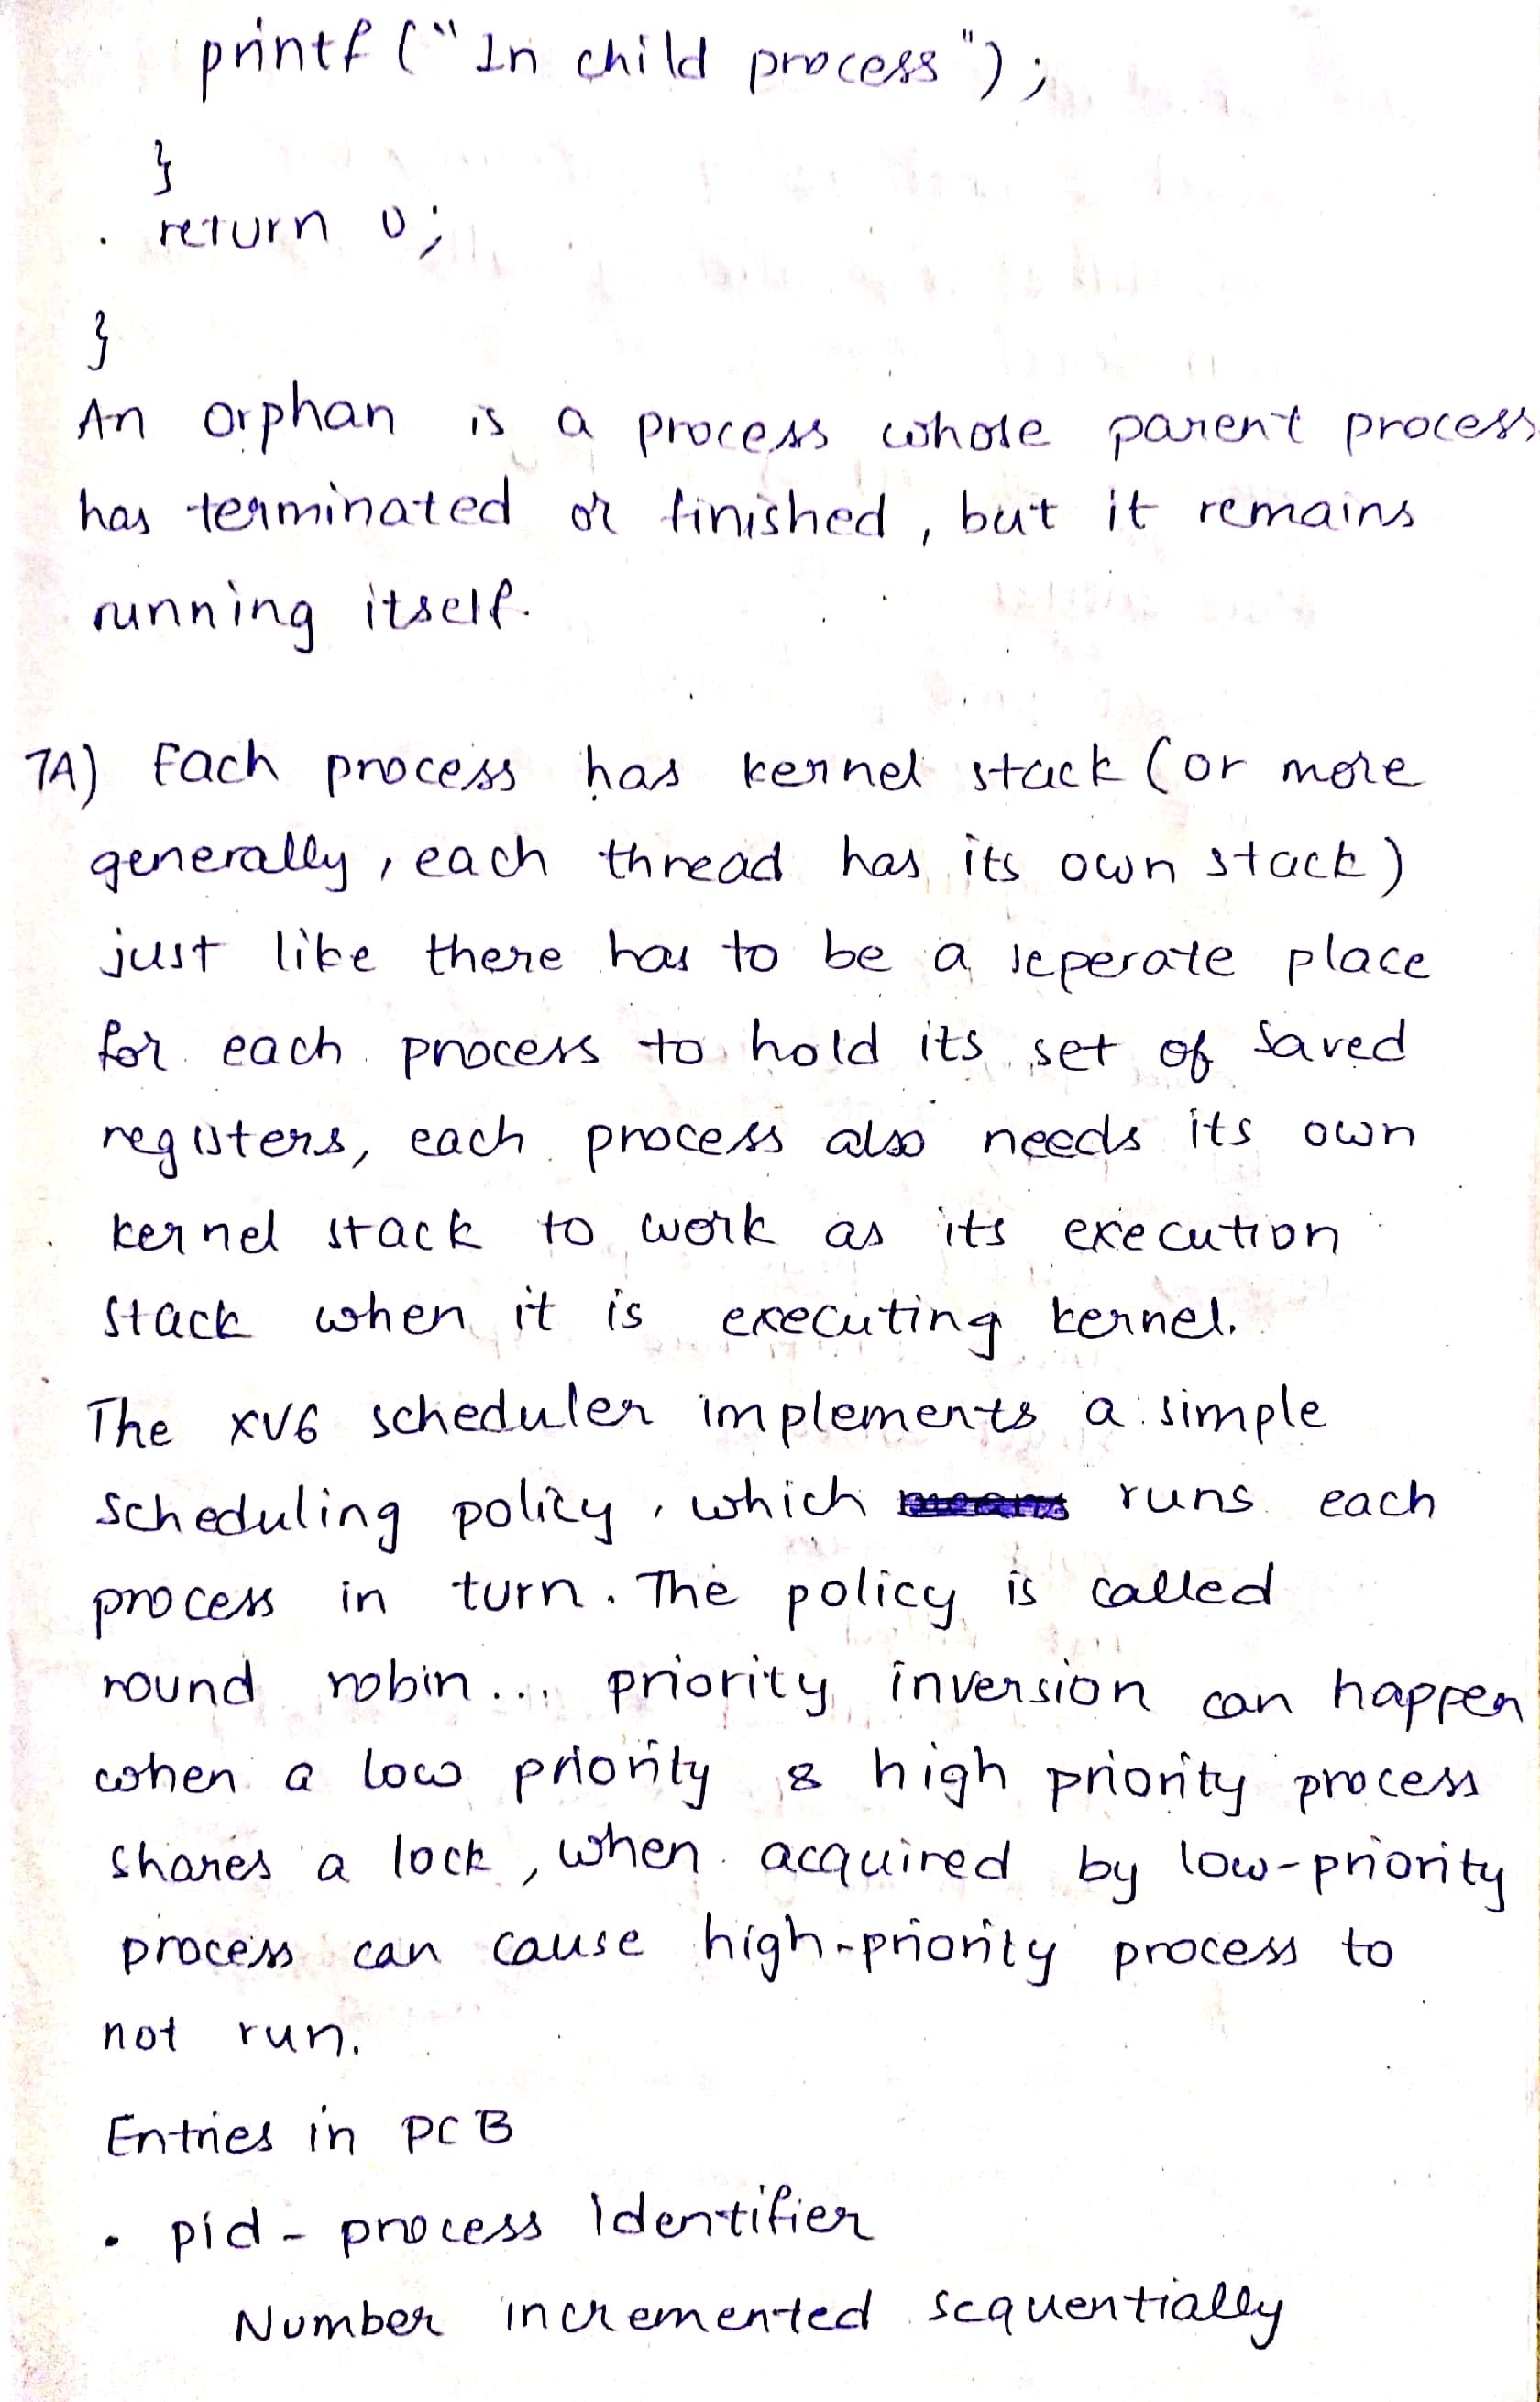 printf ("In child process");
}
return 0;
}
An orphan is a process whose parent process
has terminated or finished, but it remains
running itself.
7A) Each process has kernel stack (or more
generally, each thread has its own stack)
just like there has to be a seperate place
for each process to hold its set of saved
registers, each process also needs its own
kernel stack to work as its execution
stack when it is executing kernel.
The XV6 scheduler implements a simple
scheduling policy, which runs each
process in turn. The policy is called
round robin... priority inversion can happen
when a low priority & high priority process
shares a lock, when acquired by low-priority
process can cause high-priority process to
not run.
Entries in PCB
• pid - process Identifier
Number incremented sequentially